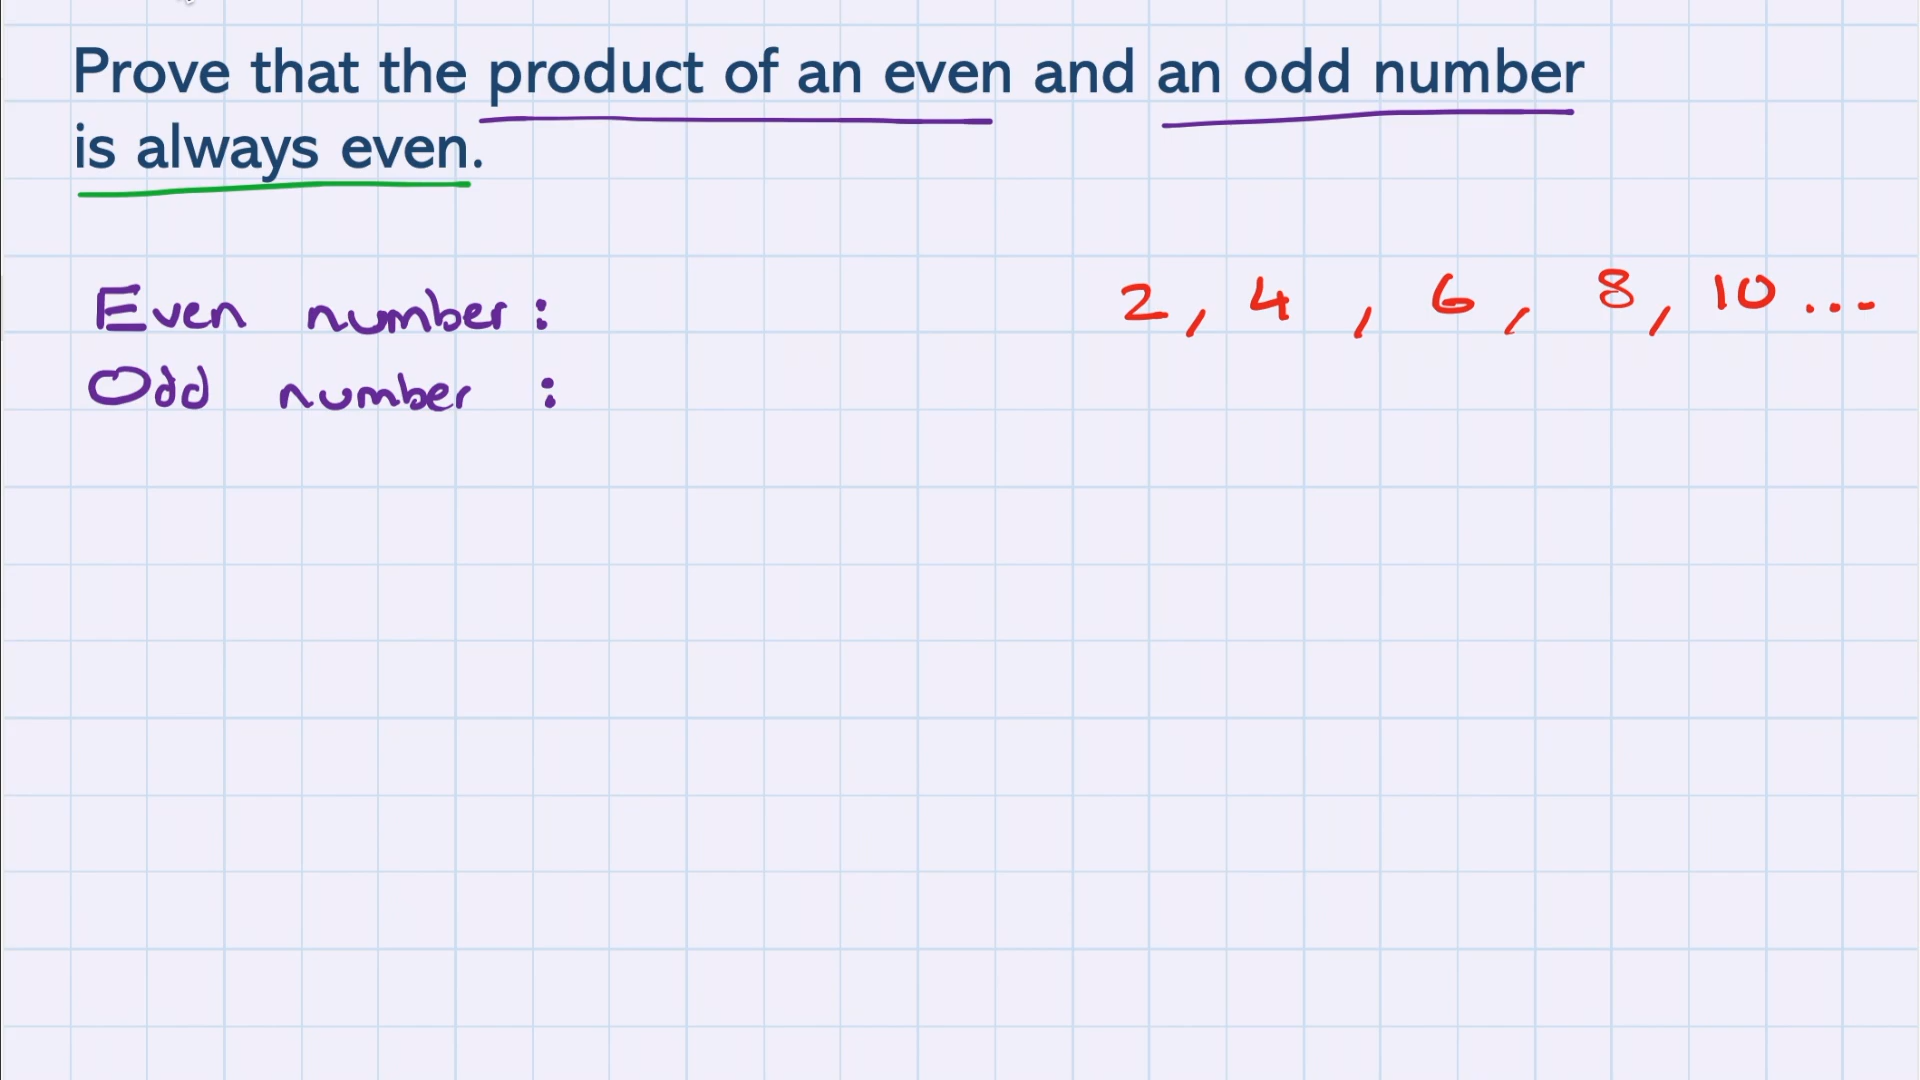 Prove that the product of an even and an odd number
is always even.
Even number: 2, 4, 6, 8, 10...
Odd number :